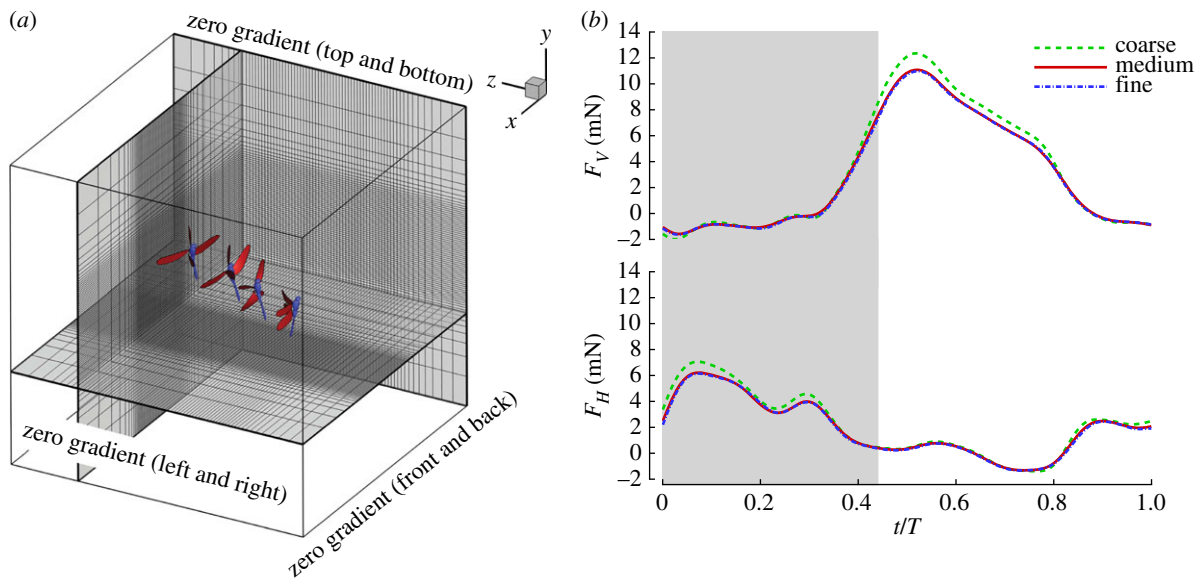 (a)
zero gradient (top and bottom)
y
z
x
zero gradient (left and right)
zero gradient (front and back)
(b)
14
12
10
8
6
4
2
0
–2
F_V (mN)
coarse
medium
fine
14
12
10
8
6
4
2
0
–2
F_H (mN)
0 0.2 0.4 0.6 0.8 1.0
t/T